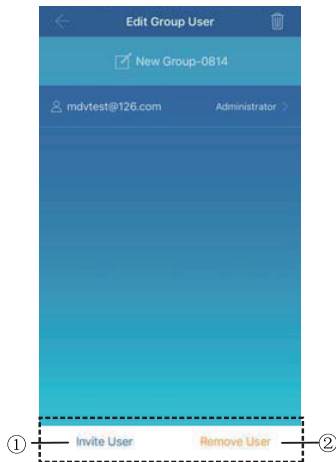 Edit Group User
New Group-0814
mdvtest@126.com Administrator
① Invite User Remove User ②